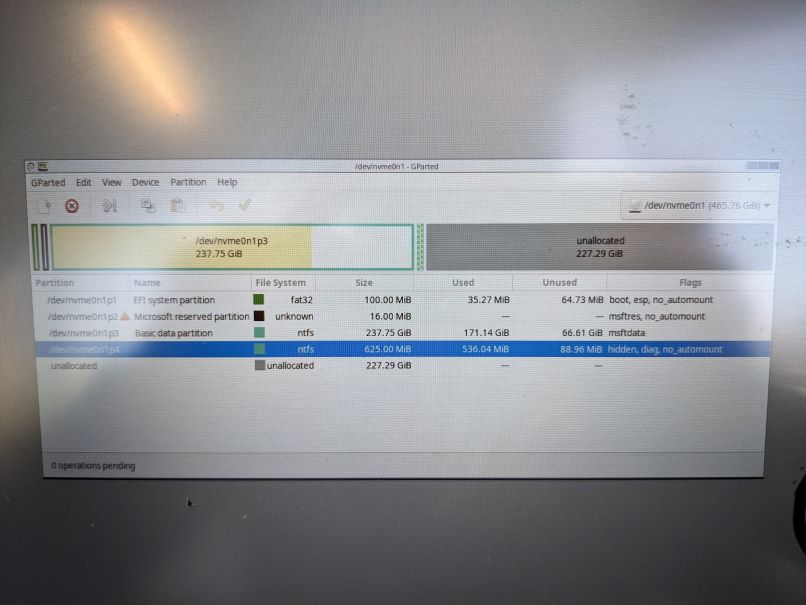 /dev/nvme0n1 - GParted
GParted Edit View Device Partition Help
/dev/nvme0n1 (465.76 GiB)
/dev/nvme0n1p3
237.75 GiB
unallocated
227.29 GiB
Partition Name File System Size Used Unused Flags
/dev/nvme0n1p1 EFI system partition fat32 100.00 MiB 35.27 MiB 64.73 MiB boot, esp, no_automount
/dev/nvme0n1p2 Microsoft reserved partition unknown 16.00 MiB — — msftres, no_automount
/dev/nvme0n1p3 Basic data partition ntfs 237.75 GiB 171.14 GiB 66.61 GiB msftdata
/dev/nvme0n1p4 ntfs 625.00 MiB 536.04 MiB 88.96 MiB hidden, diag, no_automount
unallocated unallocated 227.29 GiB — —
0 operations pending